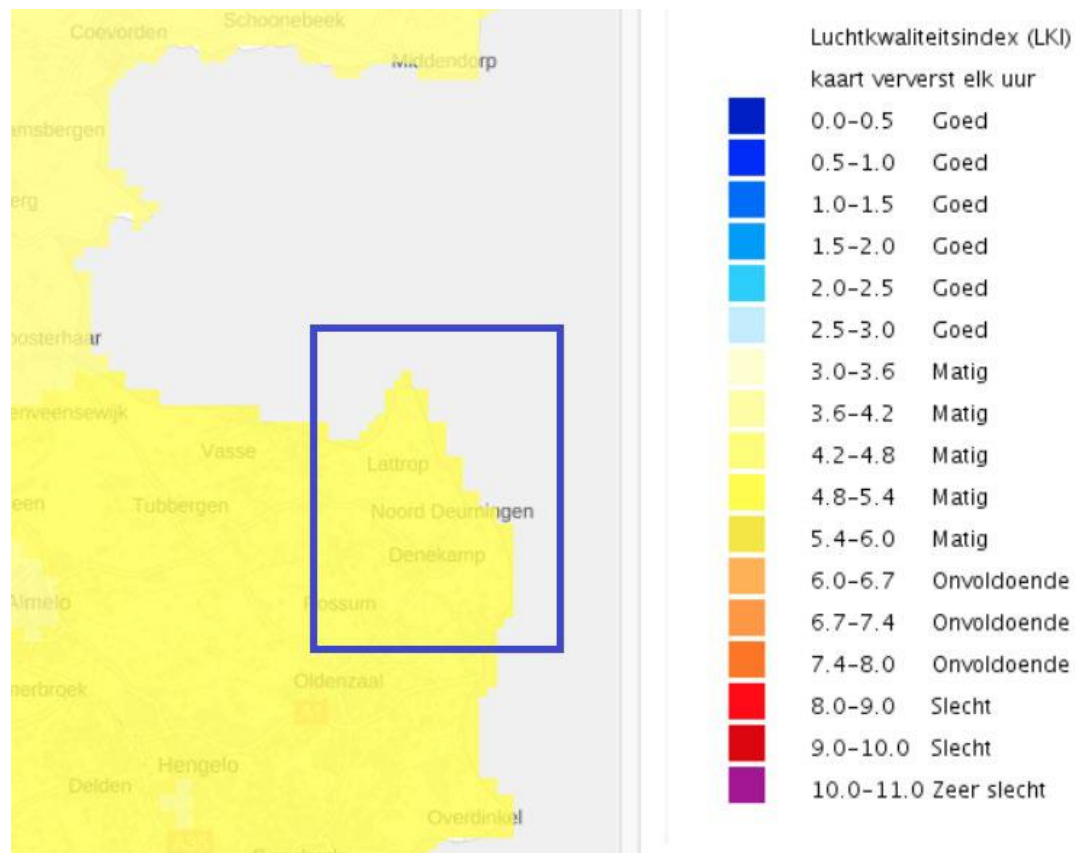 Schoonebeek
Coevorden
Middendorp
amsbergen
erg
oosterhaar
enveensewijk
Vasse
Lattrop
een
Tubbergen
Noord Deurningen
Denekamp
Almelo
Rossum
Oldenzaal
nerbroek
A1
Hengelo
Delden
Overdinkel
A35
Luchtkwaliteitsindex (LKI)
kaart ververst elk uur
0.0-0.5 Goed
0.5-1.0 Goed
1.0-1.5 Goed
1.5-2.0 Goed
2.0-2.5 Goed
2.5-3.0 Goed
3.0-3.6 Matig
3.6-4.2 Matig
4.2-4.8 Matig
4.8-5.4 Matig
5.4-6.0 Matig
6.0-6.7 Onvoldoende
6.7-7.4 Onvoldoende
7.4-8.0 Onvoldoende
8.0-9.0 Slecht
9.0-10.0 Slecht
10.0-11.0 Zeer slecht